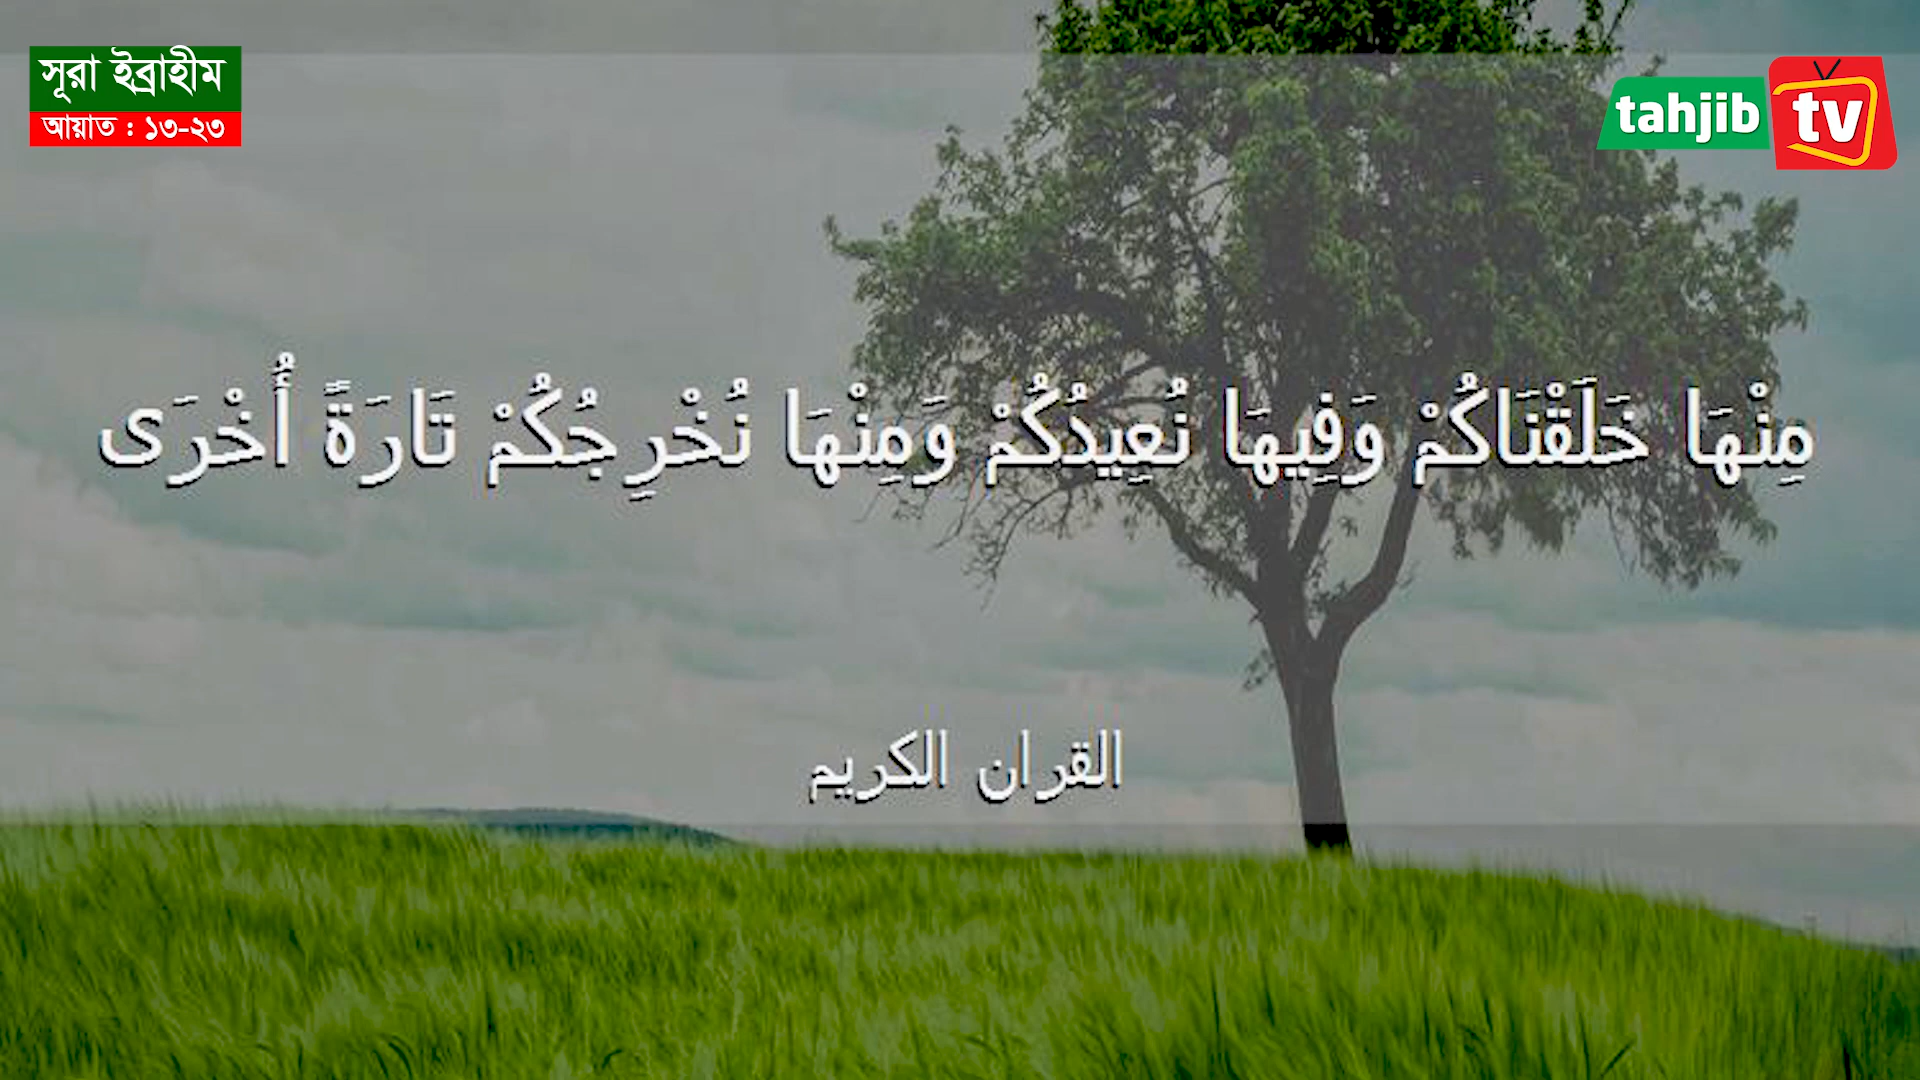 সূরা ইব্রাহীম
আয়াত : ১৩-২৩
tahjib tv
مِنْهَا خَلَقْنَاكُمْ وَفِيهَا نُعِيدُكُمْ وَمِنْهَا نُخْرِجُكُمْ تَارَةً أُخْرَى
القران الكريم